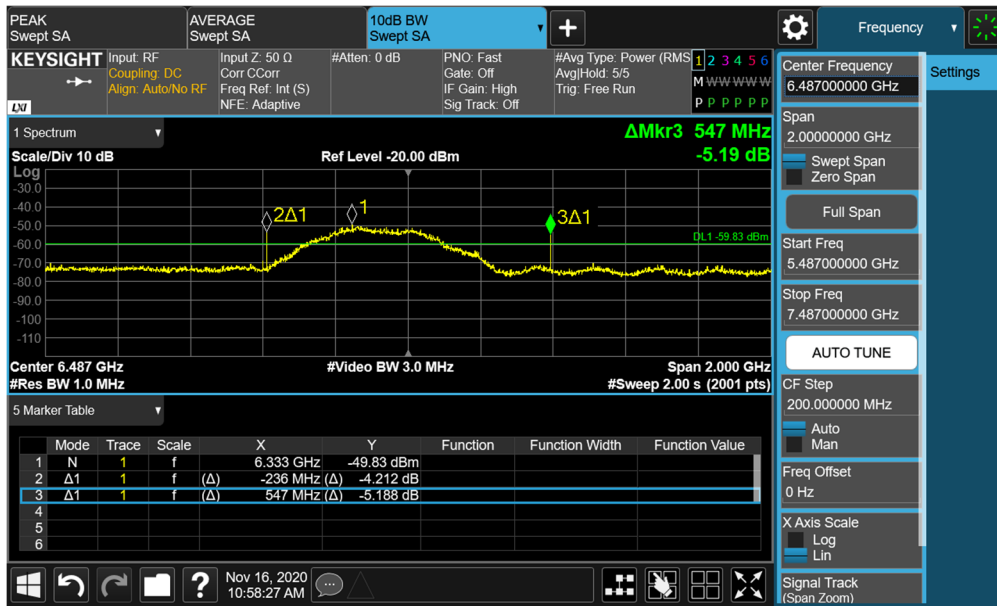 PEAK
Swept SA
AVERAGE
Swept SA
10dB BW
Swept SA
Frequency
KEYSIGHT
LXI
Input: RF
Coupling: DC
Align: Auto/No RF
Input Z: 50 Ω
Corr CCorr
Freq Ref: Int (S)
NFE: Adaptive
#Atten: 0 dB
PNO: Fast
Gate: Off
IF Gain: High
Sig Track: Off
#Avg Type: Power (RMS
Avg|Hold: 5/5
Trig: Free Run
1 2 3 4 5 6
M W W W W W
P P P P P P
1 Spectrum
ΔMkr3 547 MHz
-5.19 dB
Scale/Div 10 dB
Ref Level -20.00 dBm
Log
-30.0
-40.0
-50.0
-60.0
-70.0
-80.0
-90.0
-100
-110
2Δ1
1
3Δ1
DL1 -59.83 dBm
Center 6.487 GHz
#Video BW 3.0 MHz
Span 2.000 GHz
#Res BW 1.0 MHz
#Sweep 2.00 s (2001 pts)
5 Marker Table
Mode Trace Scale X Y Function Function Width Function Value
1 N 1 f 6.333 GHz -49.83 dBm
2 Δ1 1 f (Δ) -236 MHz (Δ) -4.212 dB
3 Δ1 1 f (Δ) 547 MHz (Δ) -5.188 dB
4
5
6
Nov 16, 2020
10:58:27 AM
Center Frequency
6.487000000 GHz
Span
2.00000000 GHz
Swept Span
Zero Span
Full Span
Start Freq
5.487000000 GHz
Stop Freq
7.487000000 GHz
AUTO TUNE
CF Step
200.000000 MHz
Auto
Man
Freq Offset
0 Hz
X Axis Scale
Log
Lin
Signal Track
(Span Zoom)
Settings